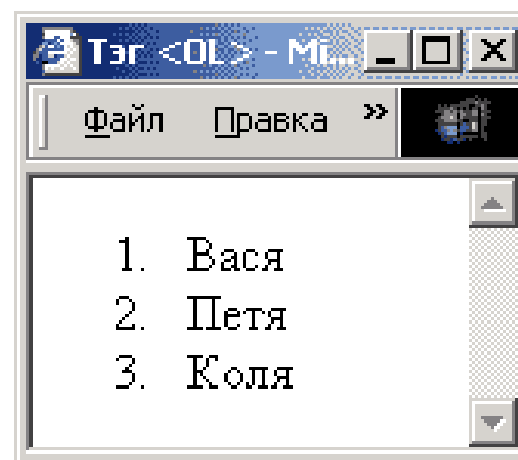 Тэг <OL> - Mi...
Файл Правка »
1. Вася
2. Петя
3. Коля